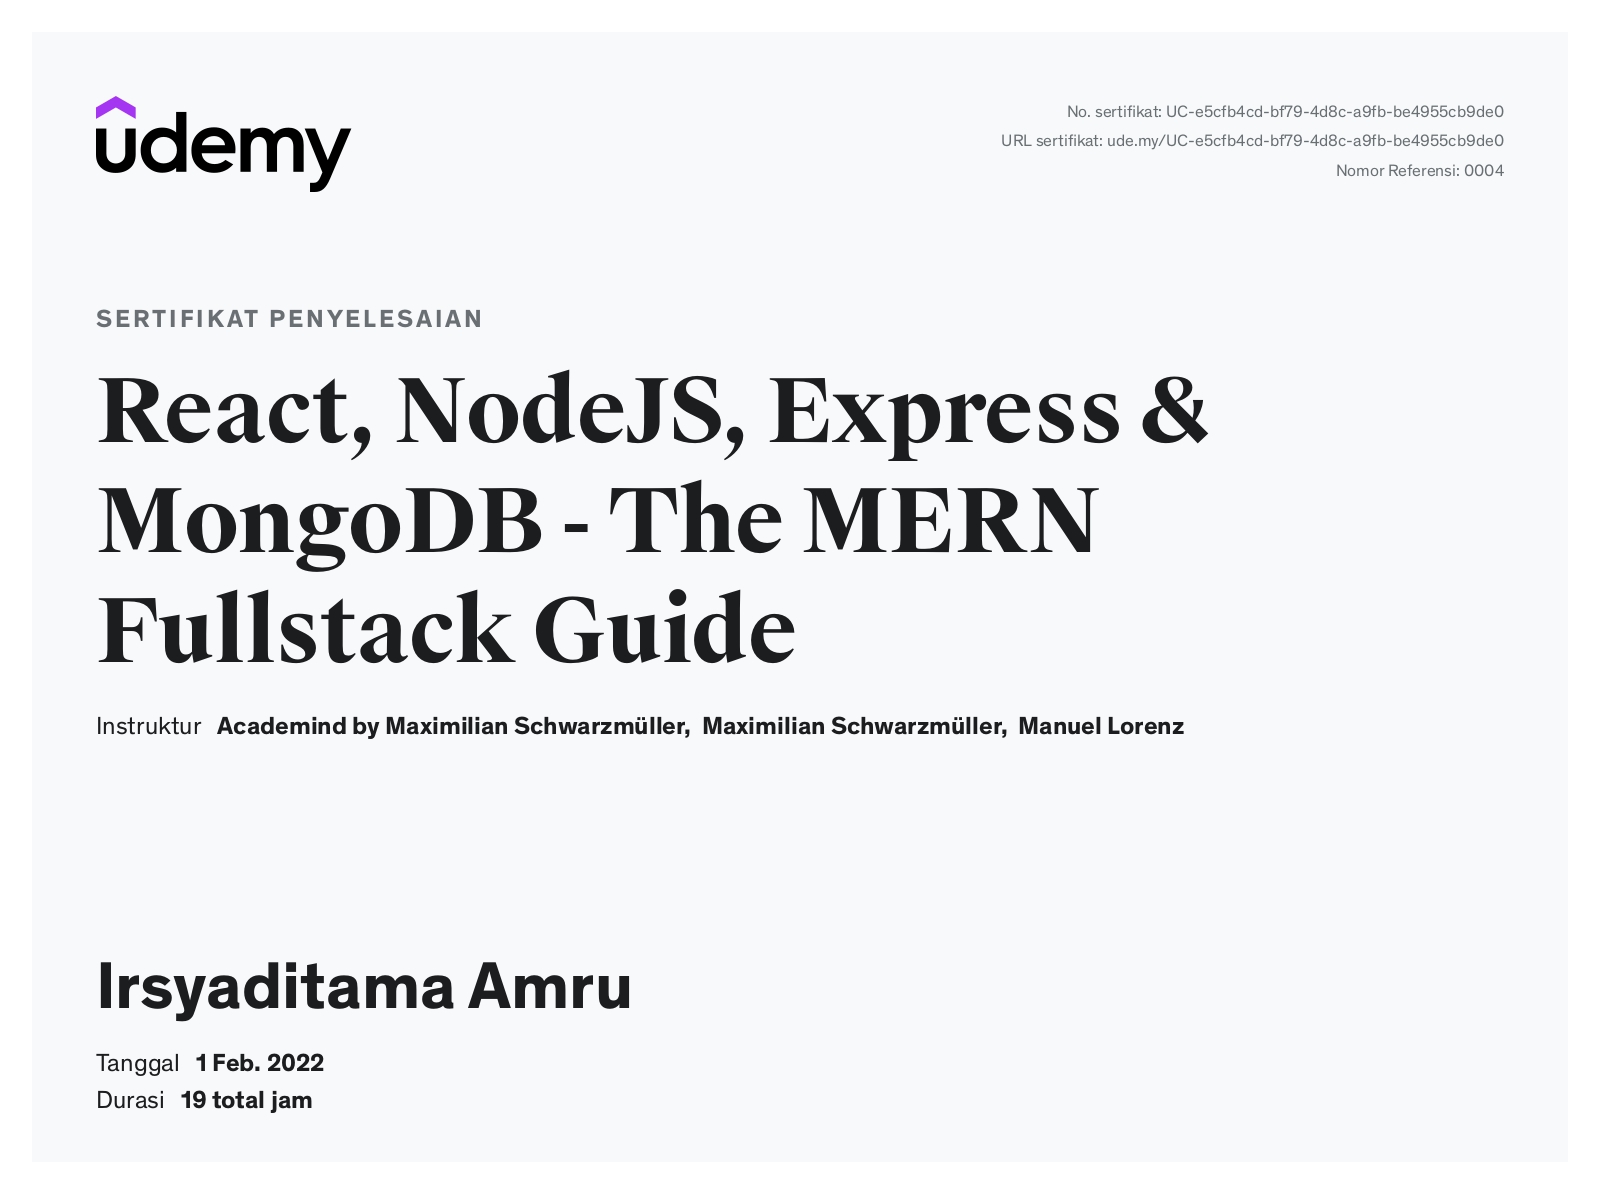 udemy
No. sertifikat: UC-e5cfb4cd-bf79-4d8c-a9fb-be4955cb9de0
URL sertifikat: ude.my/UC-e5cfb4cd-bf79-4d8c-a9fb-be4955cb9de0
Nomor Referensi: 0004
SERTIFIKAT PENYELESAIAN
React, NodeJS, Express &
MongoDB - The MERN
Fullstack Guide
Instruktur Academind by Maximilian Schwarzmüller, Maximilian Schwarzmüller, Manuel Lorenz
Irsyaditama Amru
Tanggal 1 Feb. 2022
Durasi 19 total jam